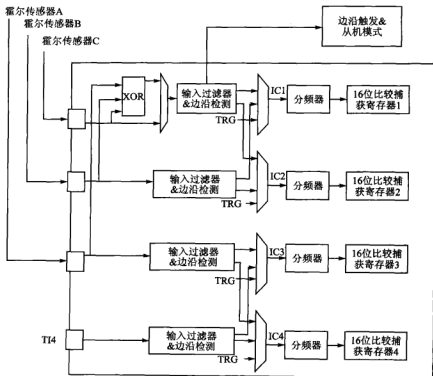 霍尔传感器A
霍尔传感器B
霍尔传感器C
边沿触发&
从机模式
XOR
输入过滤器
&边沿检测
TRG
IC1
分频器
16位比较捕
获寄存器1
输入过滤器
&边沿检测
TRG
IC2
分频器
16位比较捕
获寄存器2
输入过滤器
&边沿检测
TRG
IC3
分频器
16位比较捕
获寄存器3
TI4
输入过滤器
&边沿检测
TRG
IC4
分频器
16位比较捕
获寄存器4